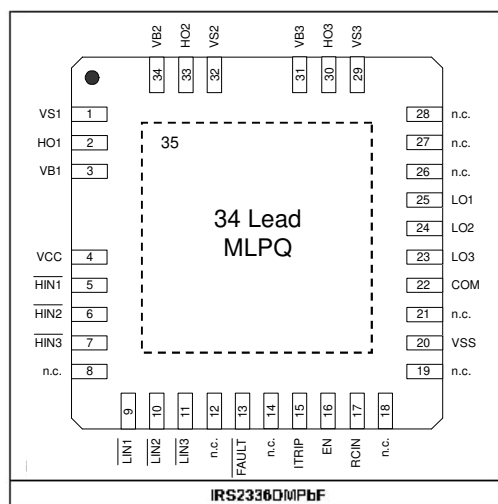 VB2
HO2
VS2
VB3
HO3
VS3
34
33
32
31
30
29
VS1 1
HO1 2
VB1 3
VCC 4
HIN1 5
HIN2 6
HIN3 7
n.c. 8
35
34 Lead
MLPQ
28 n.c.
27 n.c.
26 n.c.
25 LO1
24 LO2
23 LO3
22 COM
21 n.c.
20 VSS
19 n.c.
9
10
11
12
13
14
15
16
17
18
LIN1
LIN2
LIN3
n.c.
FAULT
n.c.
ITRIP
EN
RCIN
n.c.
IRS2336DMPbF